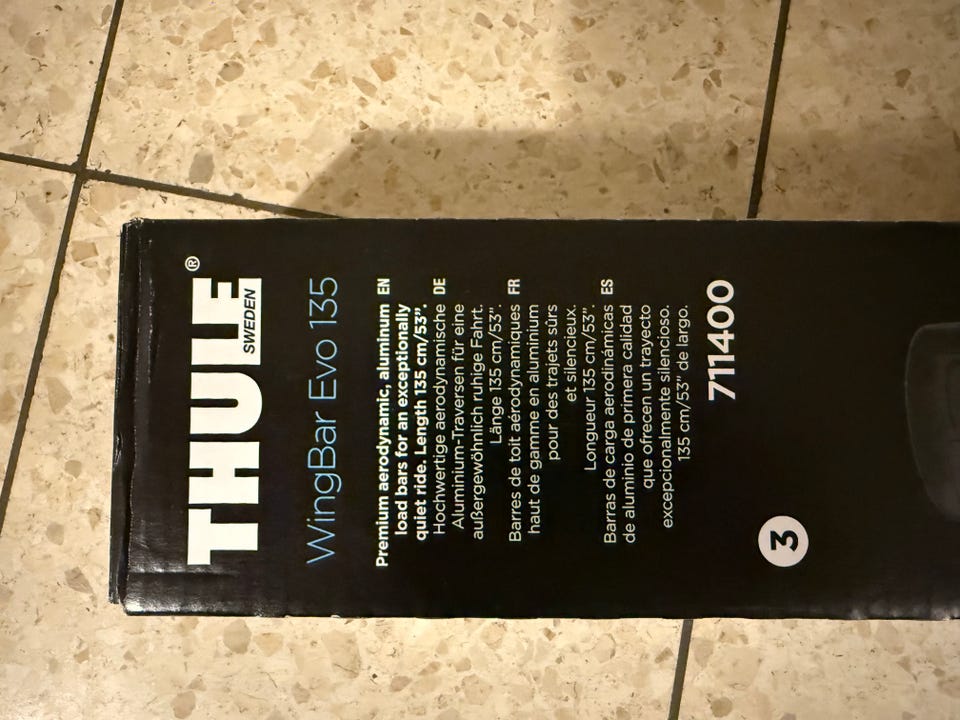 THULE®
SWEDEN
WingBar Evo 135
Premium aerodynamic, aluminum EN
load bars for an exceptionally
quiet ride. Length 135 cm/53”.
Hochwertige aerodynamische DE
Aluminium-Traversen für eine
außergewöhnlich ruhige Fahrt.
Länge 135 cm/53”.
Barres de toit aérodynamiques FR
haut de gamme en aluminium
pour des trajets sûrs
et silencieux.
Longueur 135 cm/53”.
Barras de carga aerodinámicas ES
de aluminio de primera calidad
que ofrecen un trayecto
excepcionalmente silencioso.
135 cm/53” de largo.
711400
3